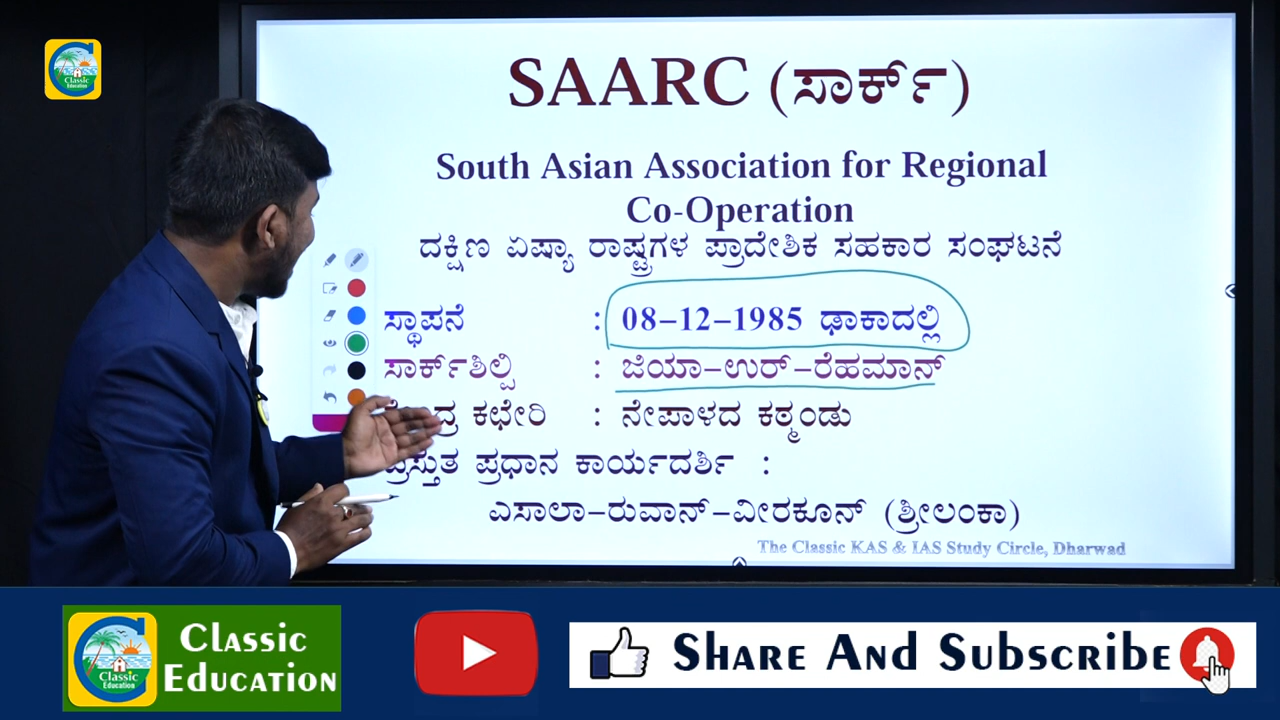 SAARC (ಸಾರ್ಕ್)
South Asian Association for Regional
Co-Operation
ದಕ್ಷಿಣ ಏಷ್ಯಾ ರಾಷ್ಟ್ರಗಳ ಪ್ರಾದೇಶಿಕ ಸಹಕಾರ ಸಂಘಟನೆ
ಸ್ಥಾಪನೆ : 08-12-1985 ಢಾಕಾದಲ್ಲಿ
ಸಾರ್ಕ್‌ಶಿಲ್ಪಿ : ಜಿಯಾ-ಉರ್-ರೆಹಮಾನ್
ಕಛೇರಿ : ನೇಪಾಳದ ಕಠ್ಮಂಡು
ಪ್ರಸ್ತುತ ಪ್ರಧಾನ ಕಾರ್ಯದರ್ಶಿ :
ಎಸಾಲಾ-ರುವಾನ್-ವೀರಕೂನ್ (ಶ್ರೀಲಂಕಾ)
The Classic KAS & IAS Study Circle, Dharwad
Classic
Education
Classic
Education
Classic
Education
Share And Subscribe